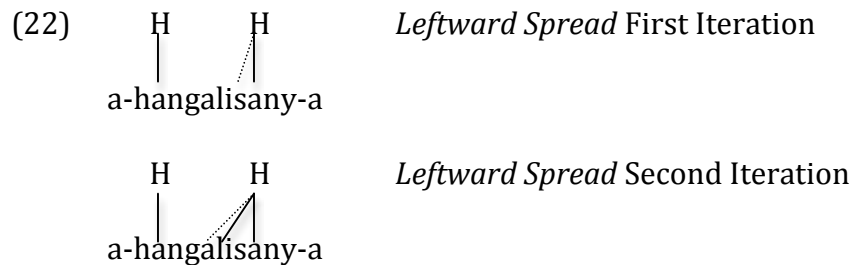 (22) H H Leftward Spread First Iteration
a-hangalisany-a
H H Leftward Spread Second Iteration
a-hangalisany-a